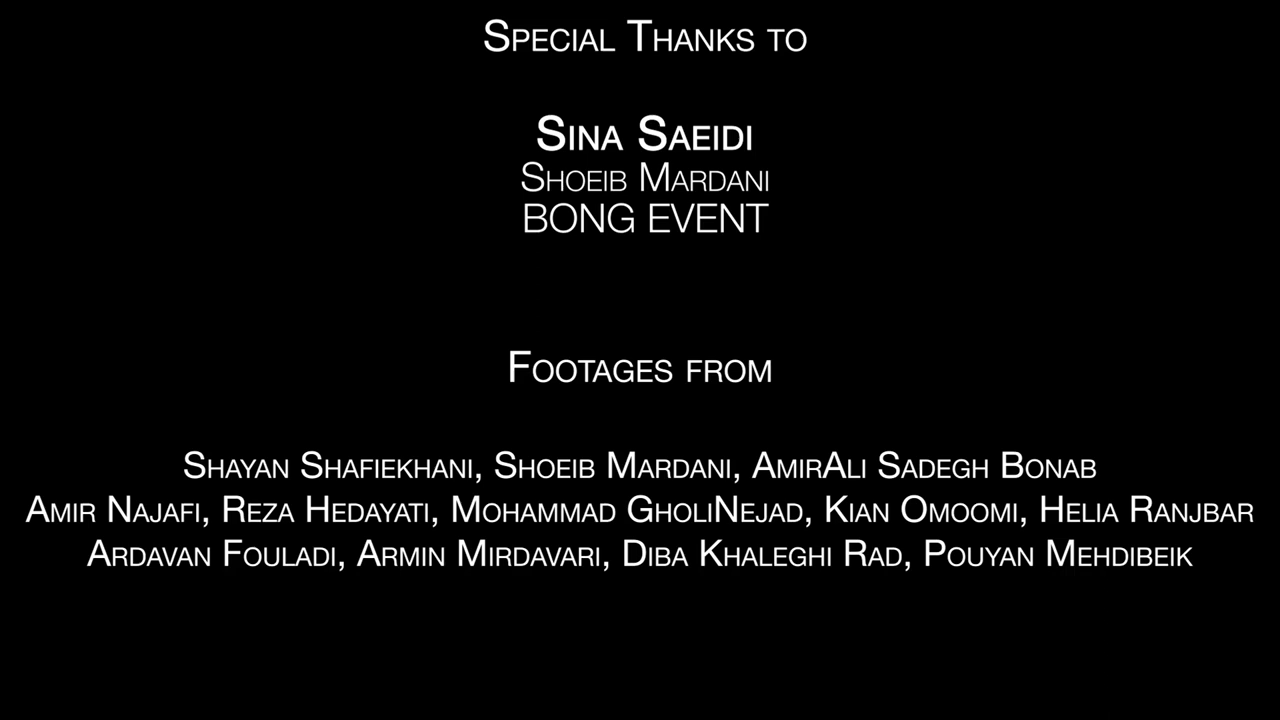 Special Thanks to
Sina Saeidi
Shoeib Mardani
BONG EVENT
Footages from
Shayan Shafiekhani, Shoeib Mardani, AmirAli Sadegh Bonab
Amir Najafi, Reza Hedayati, Mohammad GholiNejad, Kian Omoomi, Helia Ranjbar
Ardavan Fouladi, Armin Mirdavari, Diba Khaleghi Rad, Pouyan Mehdibeik